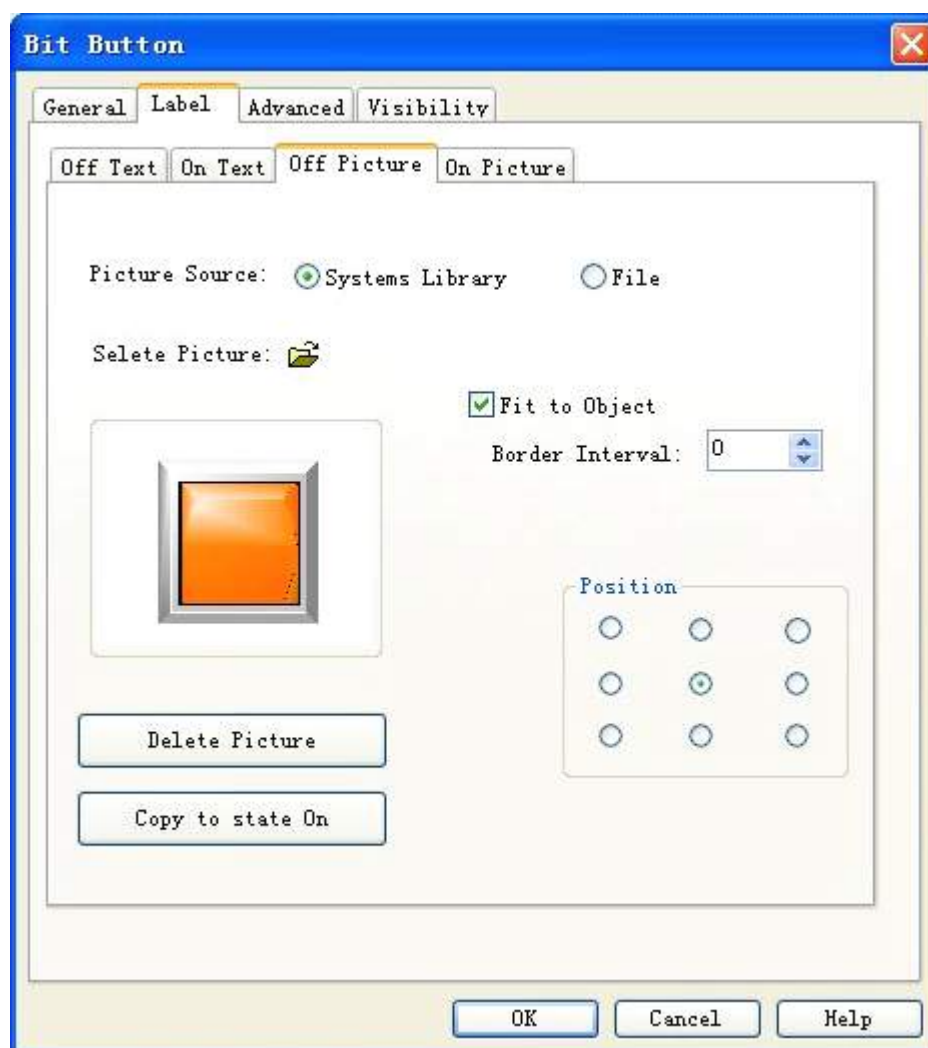 Bit Button
General Label Advanced Visibility
Off Text On Text Off Picture On Picture
Picture Source: Systems Library File
Selete Picture:
Fit to Object
Border Interval: 0
Position
Delete Picture
Copy to state On
OK Cancel Help